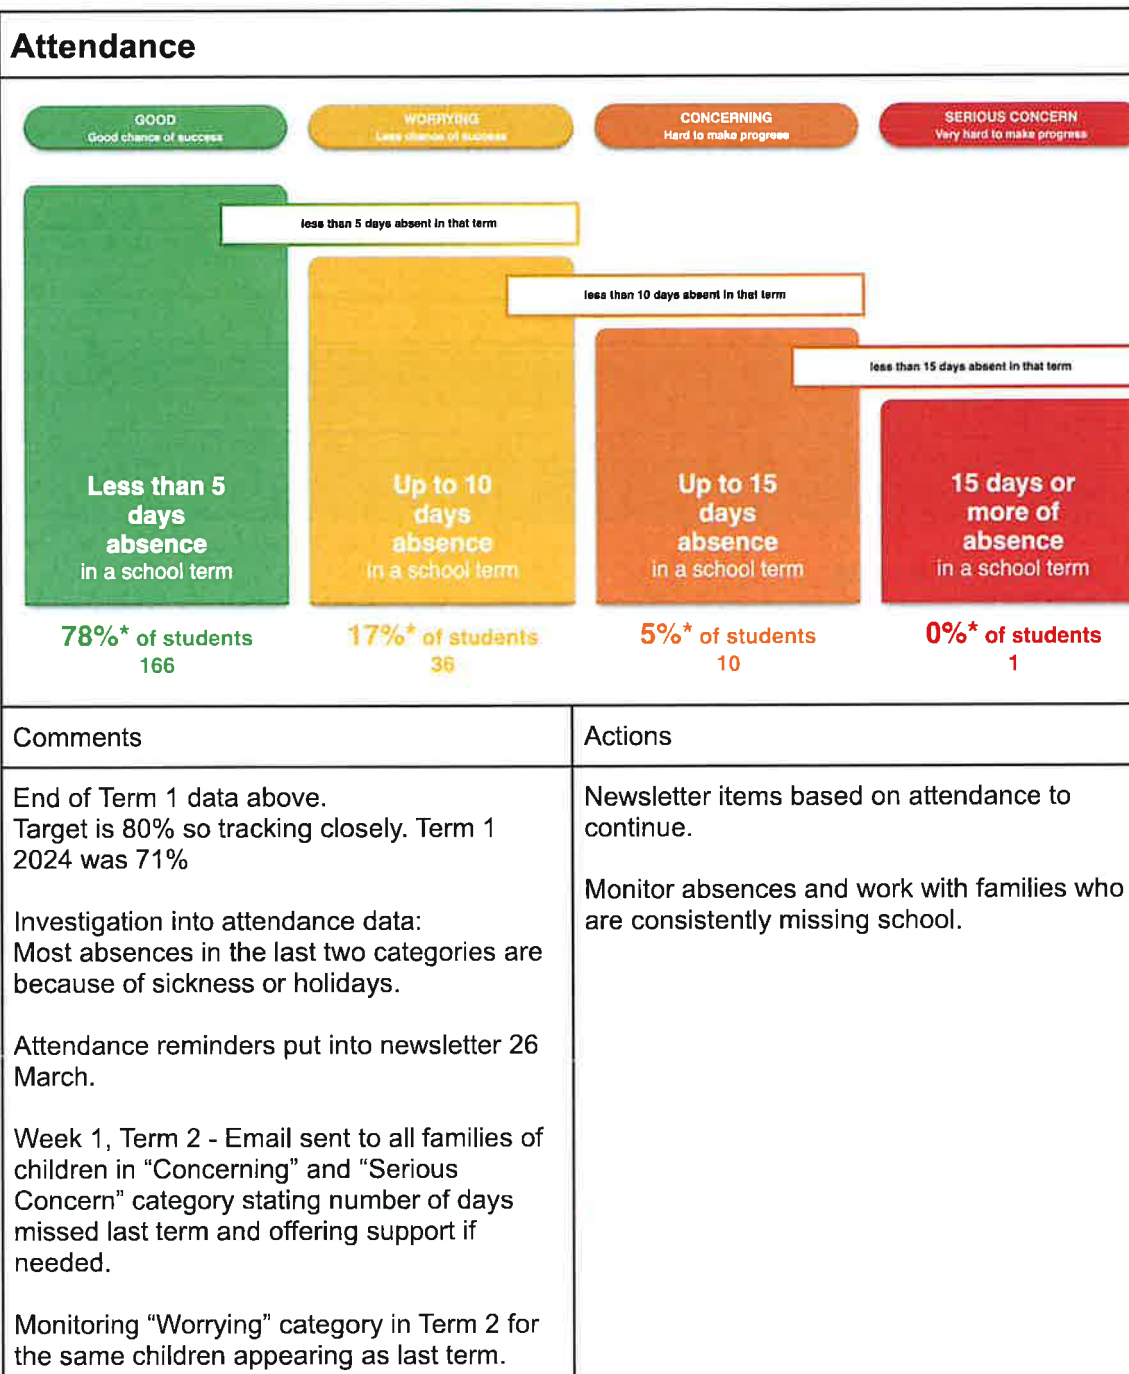 Attendance
GOOD
Good chance of success
WORRYING
Less chance of success
CONCERNING
Hard to make progress
SERIOUS CONCERN
Very hard to make progress
less than 5 days absent in that term
less than 10 days absent in that term
less than 15 days absent in that term
Less than 5
days
absence
in a school term
Up to 10
days
absence
in a school term
Up to 15
days
absence
in a school term
15 days or
more of
absence
in a school term
78%* of students
166
17%* of students
36
5%* of students
10
0%* of students
1
Comments
End of Term 1 data above.
Target is 80% so tracking closely. Term 1
2024 was 71%
Investigation into attendance data:
Most absences in the last two categories are
because of sickness or holidays.
Attendance reminders put into newsletter 26
March.
Week 1, Term 2 - Email sent to all families of
children in “Concerning” and “Serious
Concern” category stating number of days
missed last term and offering support if
needed.
Monitoring “Worrying” category in Term 2 for
the same children appearing as last term.
Actions
Newsletter items based on attendance to
continue.
Monitor absences and work with families who
are consistently missing school.